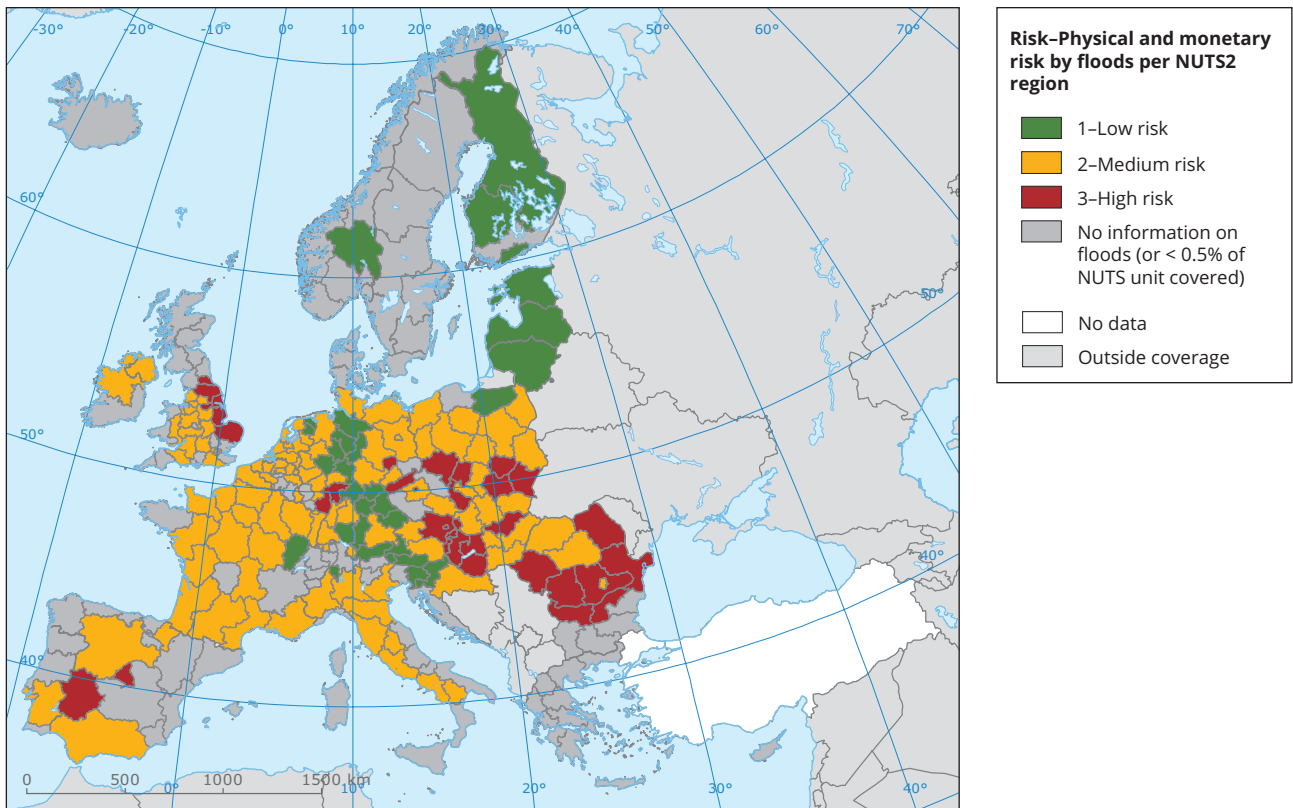 -30°
-20°
-10°
0°
10°
20°
30°
40°
50°
60°
70°
60°
50°
50°
40°
40°
0
500
1000
1500 km
0°
10°
20°
30°
40°
Risk–Physical and monetary
risk by floods per NUTS2
region
1–Low risk
2–Medium risk
3–High risk
No information on
floods (or < 0.5% of
NUTS unit covered)
No data
Outside coverage